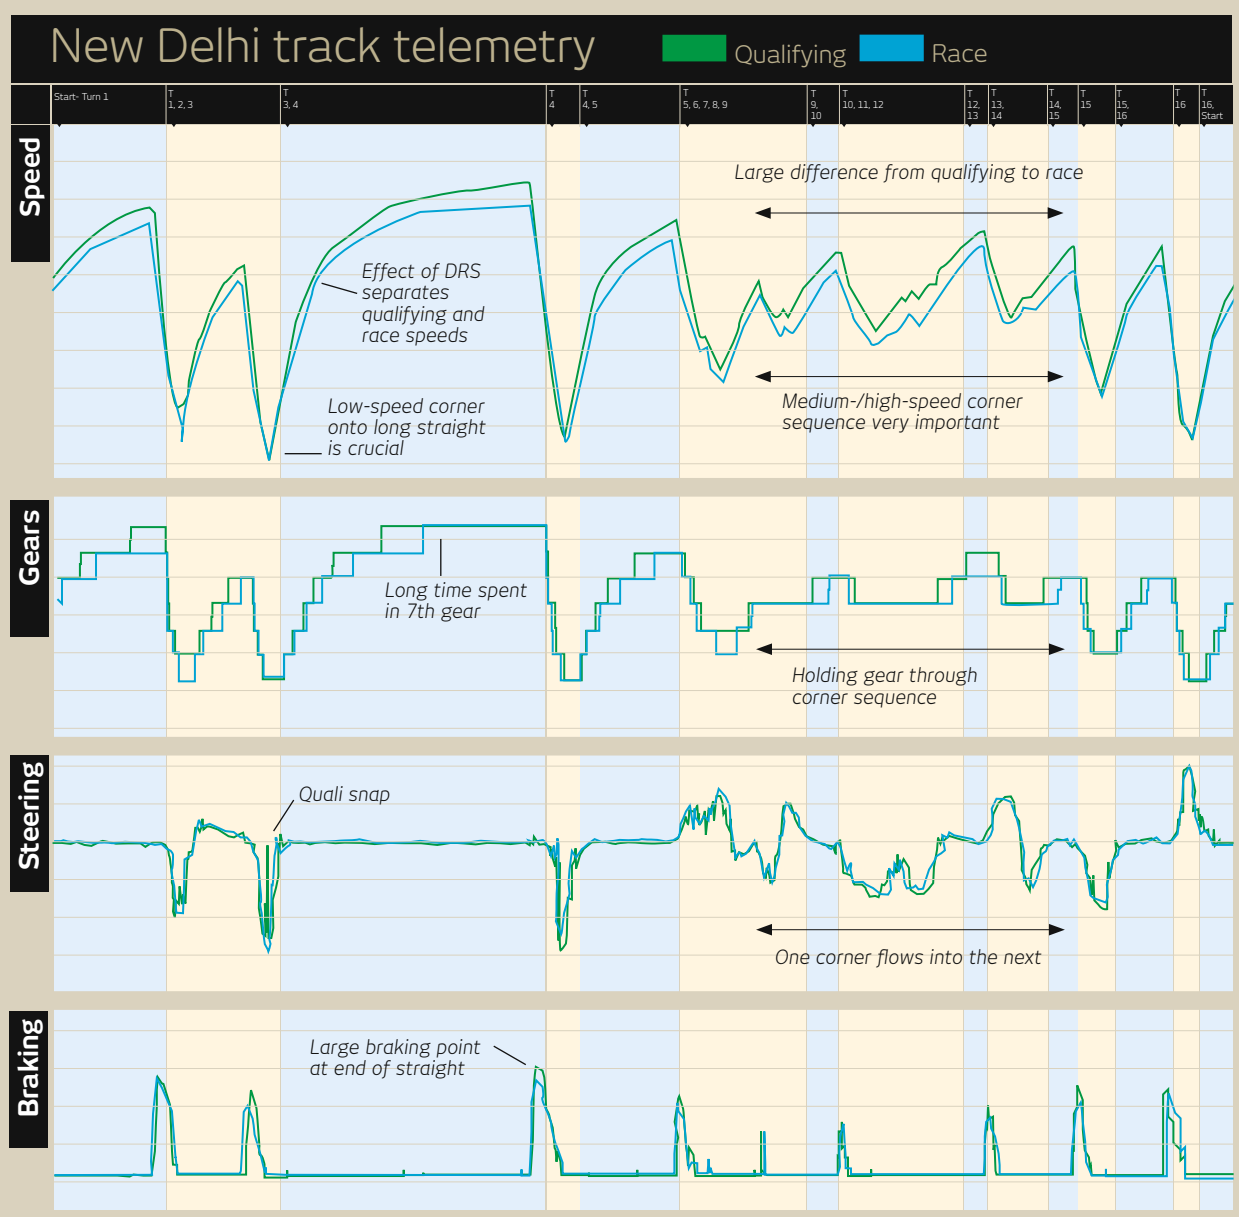 New Delhi track telemetry
Qualifying
Race
Start- Turn 1
T
1, 2, 3
T
3, 4
T
4
T
4, 5
T
5, 6, 7, 8, 9
T
9,
10
T
10, 11, 12
T
12,
13
T
13,
14
T
14,
15
T
15
T
15,
16
T
16
T
16,
Start
Speed
Large difference from qualifying to race
Effect of DRS
separates
qualifying and
race speeds
Low-speed corner
onto long straight
is crucial
Medium-/high-speed corner
sequence very important
Gears
Long time spent
in 7th gear
Holding gear through
corner sequence
Steering
Quali snap
One corner flows into the next
Braking
Large braking point
at end of straight